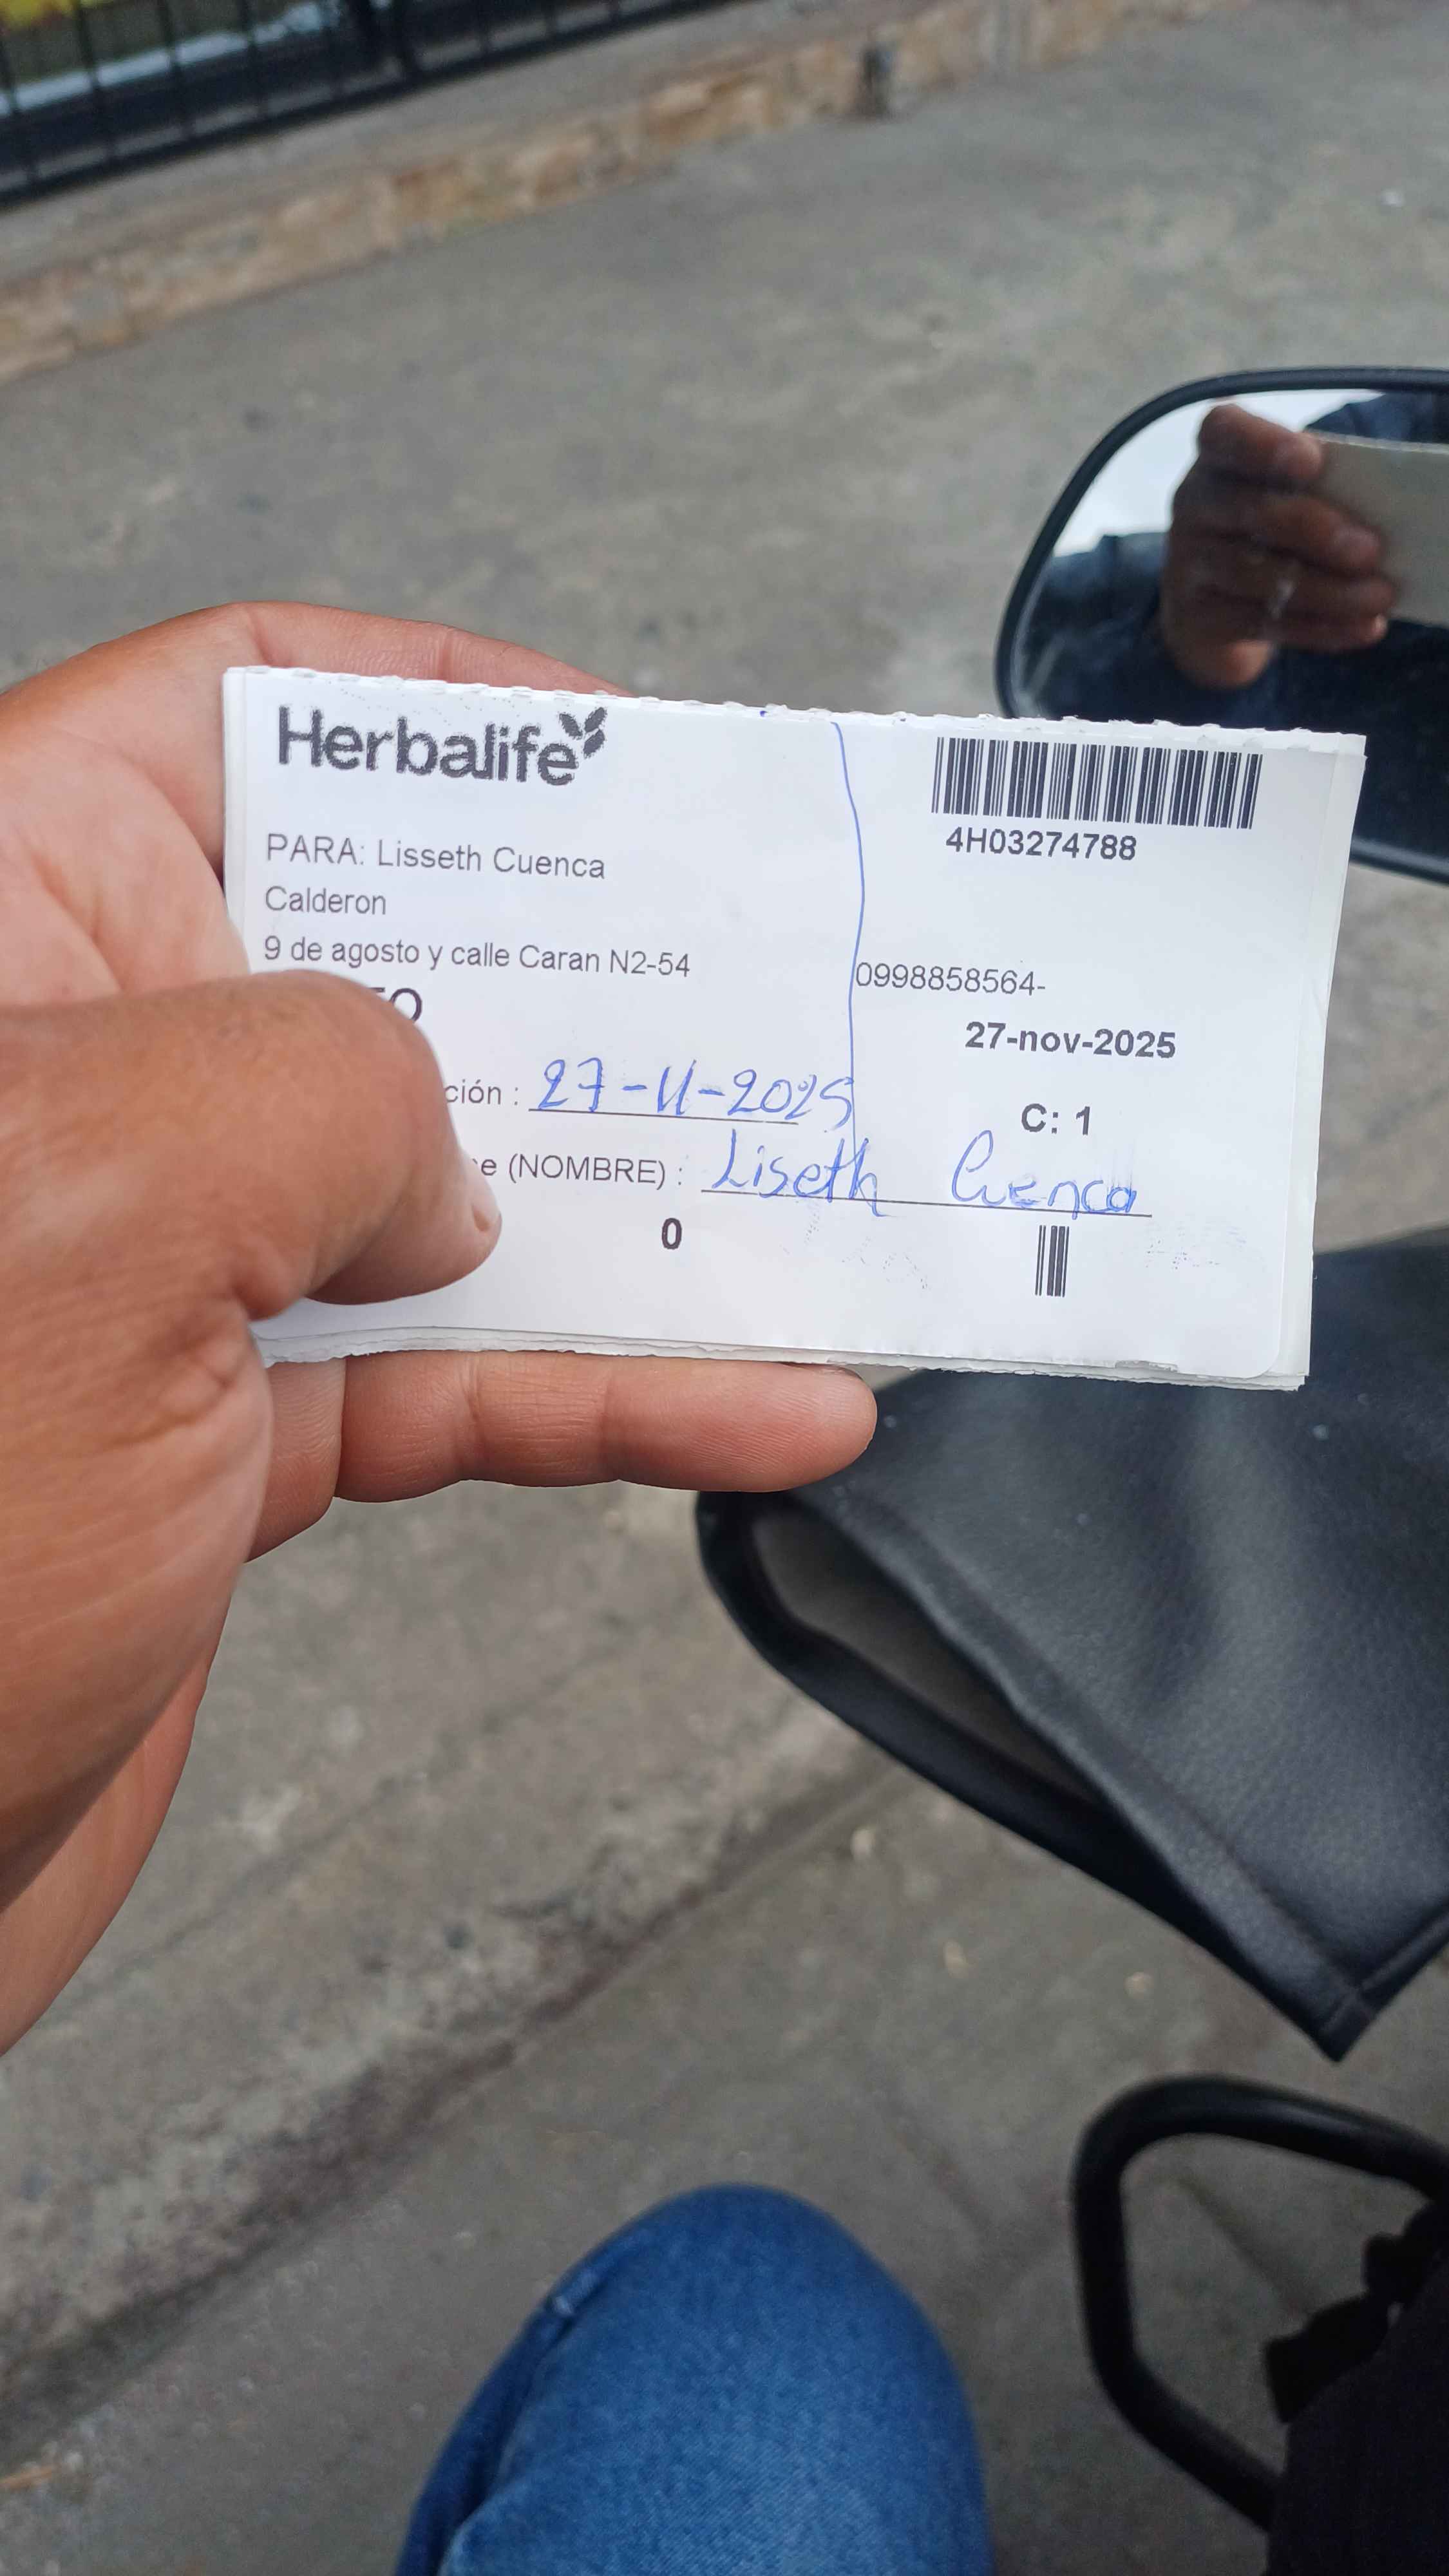 Herbalife
4H03274788
PARA: Lisseth Cuenca
Calderon
9 de agosto y calle Caran N2-54
0998858564-
27-nov-2025
ción : 27-11-2025
C: 1
e (NOMBRE) : Liseth Cuenca
0